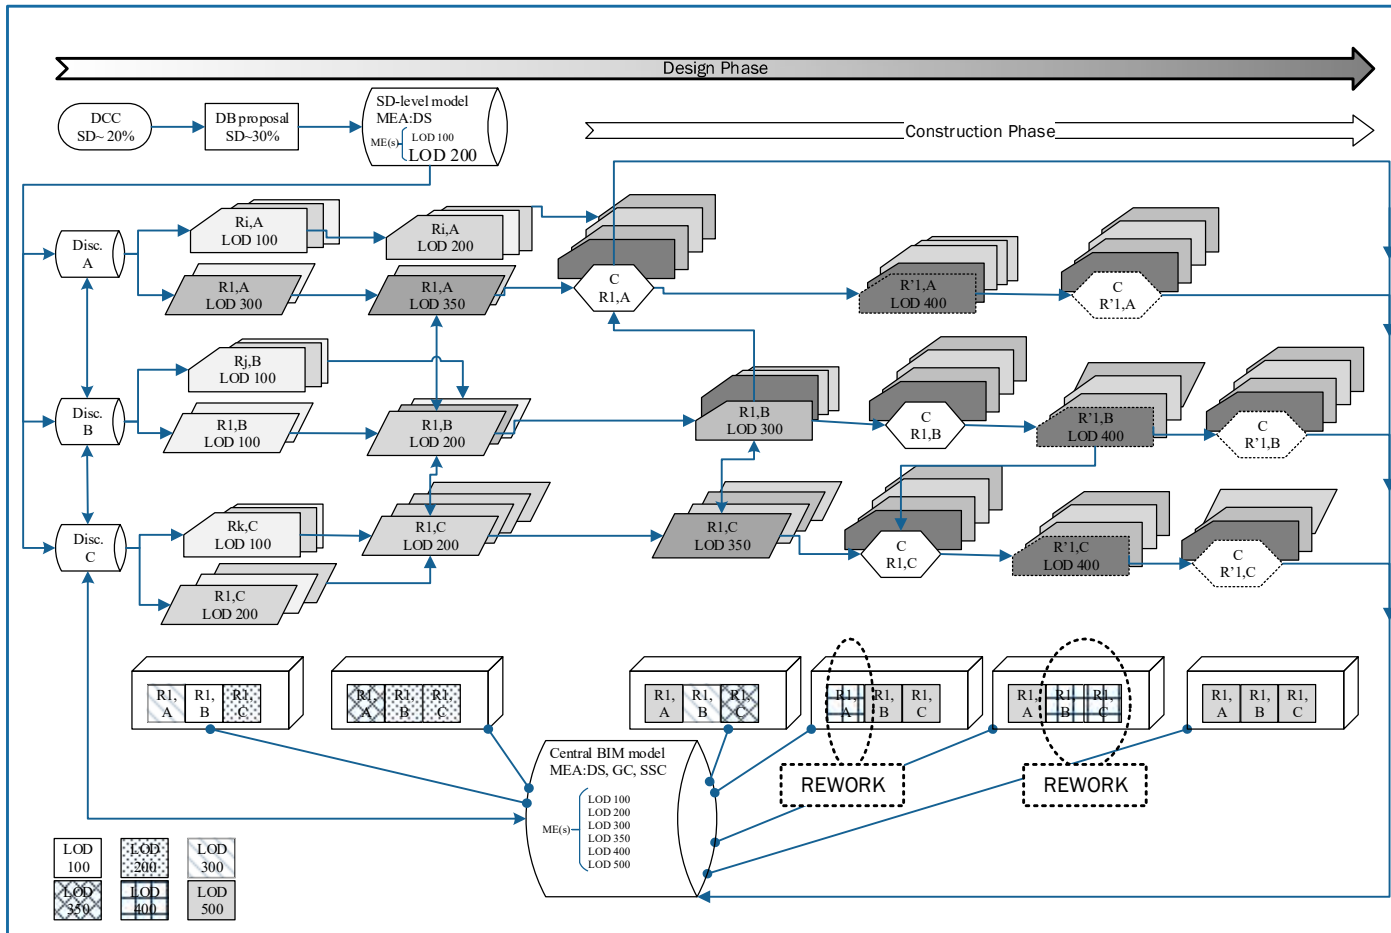 Design Phase
DCC
SD~ 20%
DB proposal
SD~30%
SD-level model
MEA:DS
ME(s)
LOD 100
LOD 200
Construction Phase
Disc.
A
Ri,A
LOD 100
Ri,A
LOD 200
R1,A
LOD 300
R1,A
LOD 350
C
R1,A
R'1,A
LOD 400
C
R'1,A
Disc.
B
Rj,B
LOD 100
R1,B
LOD 100
R1,B
LOD 200
R1,B
LOD 300
C
R1,B
R'1,B
LOD 400
C
R'1,B
Disc.
C
Rk,C
LOD 100
R1,C
LOD 200
R1,C
LOD 200
R1,C
LOD 350
C
R1,C
R'1,C
LOD 400
C
R'1,C
R1,
A
R1,
B
R1,
C
R1,
A
R1,
B
R1,
C
R1,
A
R1,
B
R1,
C
R1,
A
R1,
B
R1,
C
R1,
A
R1,
B
R1,
C
R1,
A
R1,
B
R1,
C
REWORK
REWORK
Central BIM model
MEA:DS, GC, SSC
ME(s)
LOD 100
LOD 200
LOD 300
LOD 350
LOD 400
LOD 500
LOD
100
LOD
200
LOD
300
LOD
350
LOD
400
LOD
500